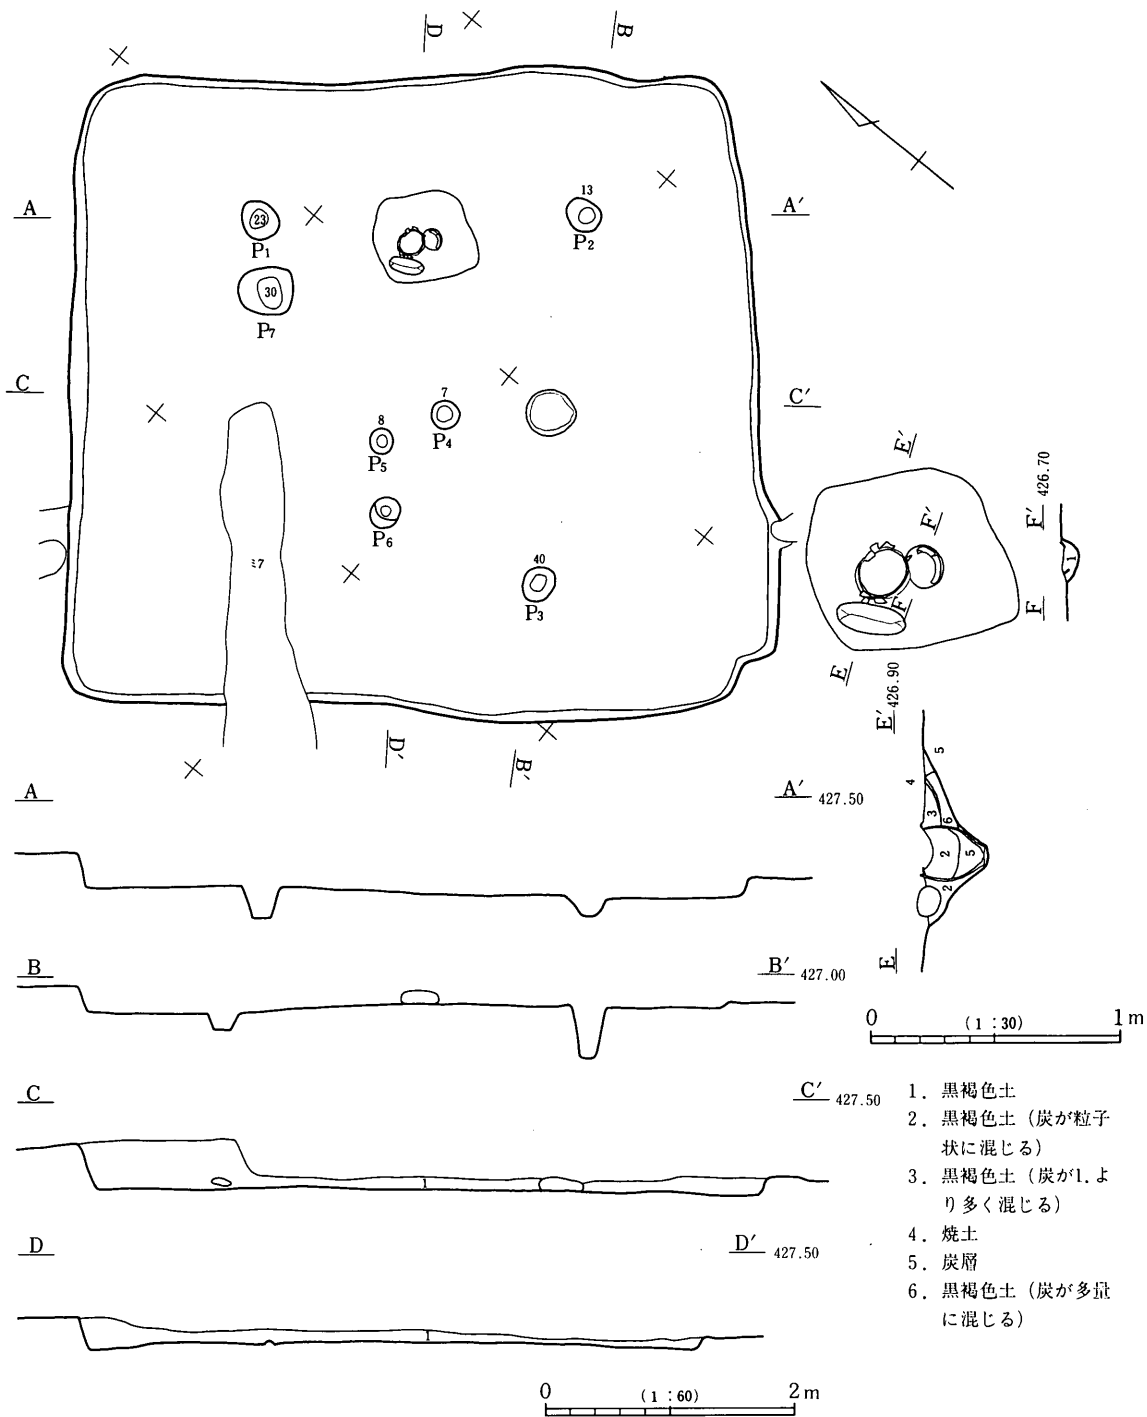 D
B
A
A′
23
P1
13
P2
30
P7
C
C′
7
P4
8
P5
P6
ミ7
40
P3
E′
F′
E
E
F′ 426.70
1
F
D′
B′
E′ 426.90
5
4
3
6
2
5
2
E
A
A′ 427.50
B
B′ 427.00
0
(1:30)
1m
C
C′ 427.50
1
D
D′ 427.50
1
1. 黒褐色土
2. 黒褐色土(炭が粒子
状に混じる)
3. 黒褐色土(炭が1.よ
り多く混じる)
4. 焼土
5. 炭層
6. 黒褐色土(炭が多量
に混じる)
0
(1:60)
2m